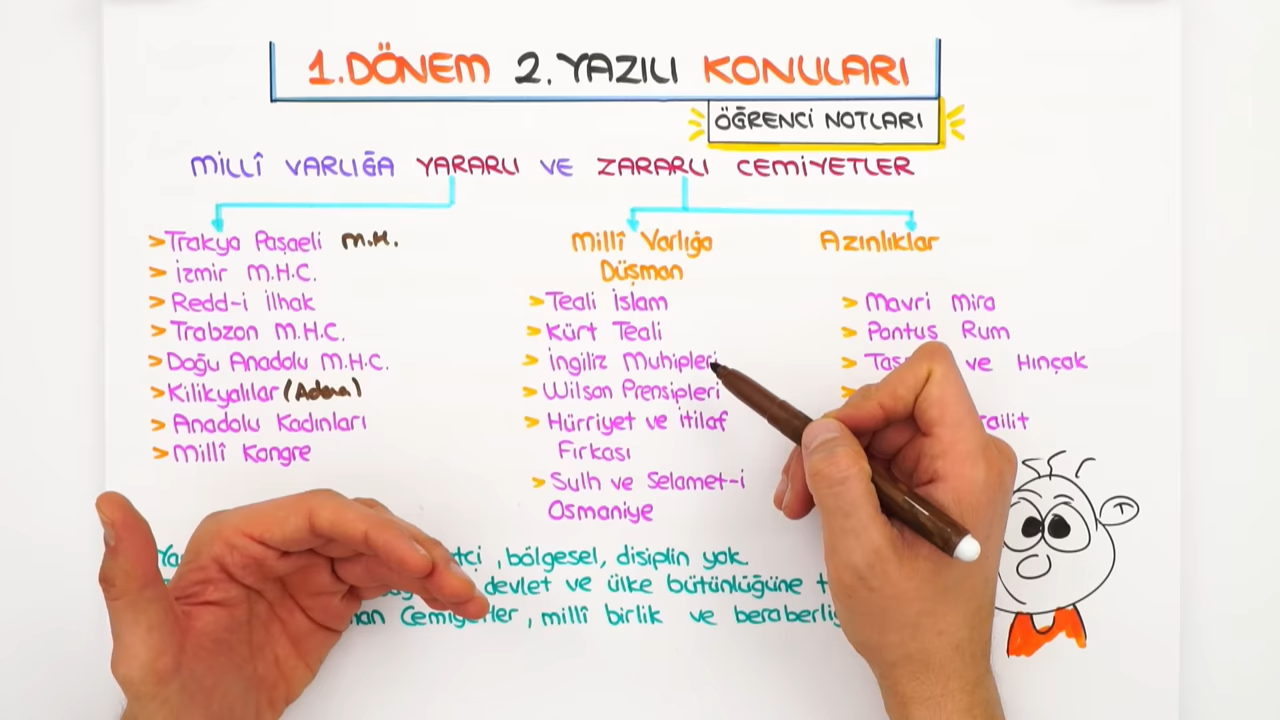 1. DÖNEM 2. YAZILI KONULARI
ÖĞRENCİ NOTLARI
MİLLÎ VARLIĞA YARARLI VE ZARARLI CEMİYETLER
> Trakya Paşaeli M.H.
> İzmir M.H.C.
> Redd-i İlhak
> Trabzon M.H.C.
> Doğu Anadolu M.H.C.
> Kilikyalılar (Adana)
> Anadolu Kadınları
> Millî Kongre
Millî Varlığa
Düşman
> Teali İslam
> Kürt Teali
> İngiliz Muhipleri
> Wilson Prensipleri
> Hürriyet ve İtilaf
Fırkası
> Sulh ve Selamet-i
Osmaniye
Azınlıklar
> Mavri Mira
> Pontus Rum
> ve Hınçak
, bölgesel, disiplin yok
devlet ve ülke bütünlüğüne
, millî birlik ve